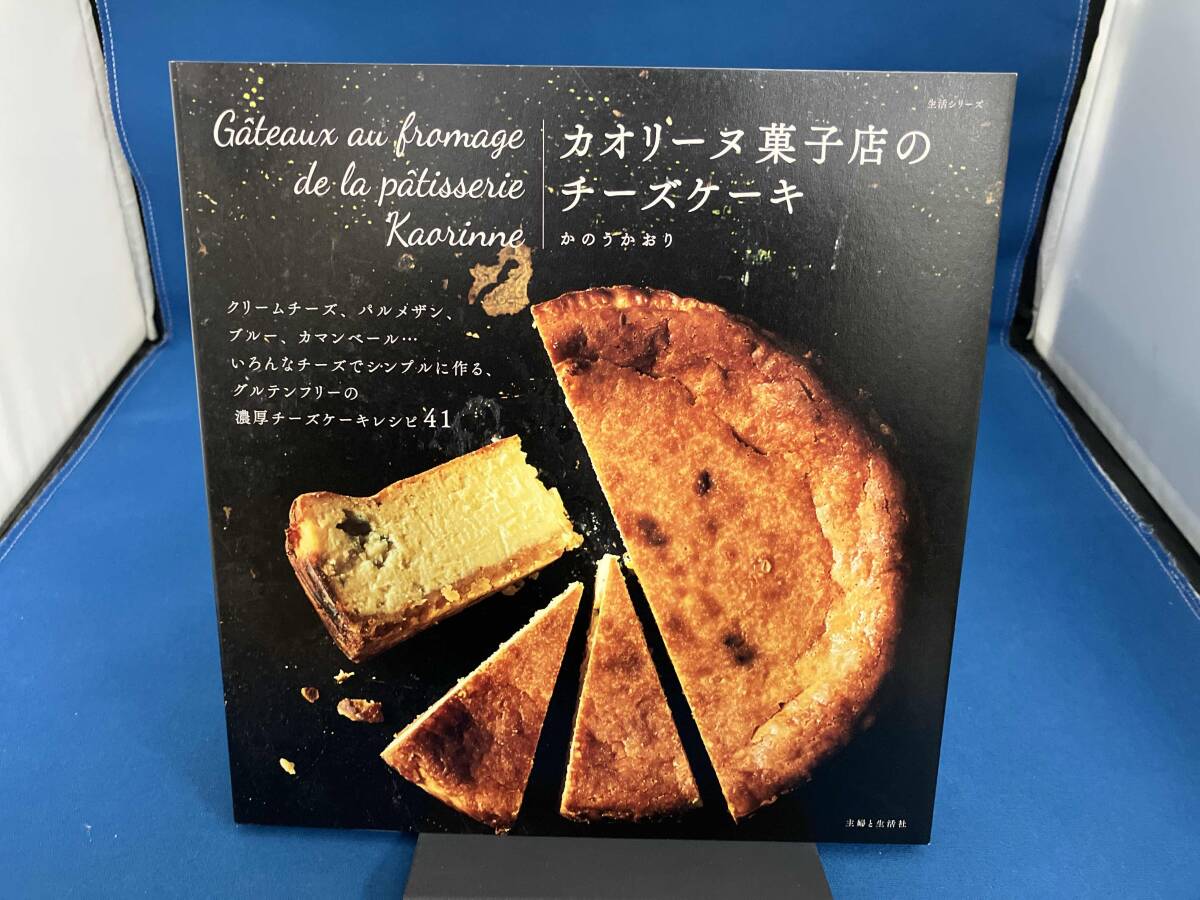 生活シリーズ
Gâteaux au fromage
de la pâtisserie
Kaorinne
カオリーヌ菓子店の
チーズケーキ
かのうかおり
クリームチーズ、パルメザン、
ブルー、カマンベール…
いろんなチーズでシンプルに作る、
グルテンフリーの
濃厚チーズケーキレシピ41
主婦と生活社